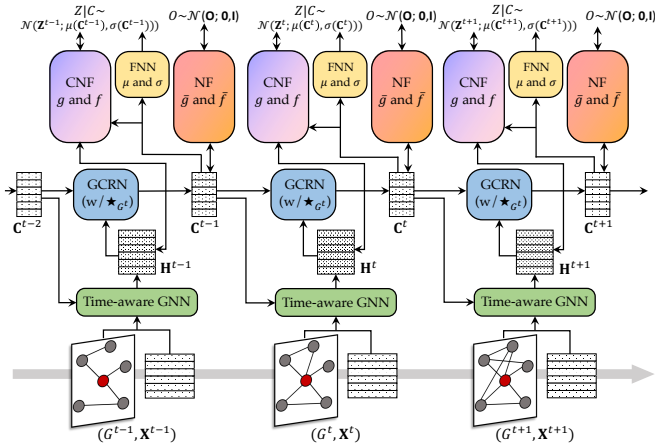 Z|C~
O~N(O; 0,I)
N(Z^{t-1}; μ(C^{t-1}),σ(C^{t-1}))
Z|C~
O~N(O; 0,I)
N(Z^t; μ(C^t),σ(C^t))
Z|C~
O~N(O; 0,I)
N(Z^{t+1}; μ(C^{t+1}),σ(C^{t+1}))
CNF
g and f
FNN
μ and σ
NF
ḡ and f̄
CNF
g and f
FNN
μ and σ
NF
ḡ and f̄
CNF
g and f
FNN
μ and σ
NF
ḡ and f̄
GCRN
(w/★_{G^t})
GCRN
(w/★_{G^t})
GCRN
(w/★_{G^t})
C^{t-2}
C^{t-1}
C^t
C^{t+1}
H^{t-1}
H^t
H^{t+1}
Time-aware GNN
Time-aware GNN
Time-aware GNN
(G^{t-1}, X^{t-1})
(G^t, X^t)
(G^{t+1}, X^{t+1})